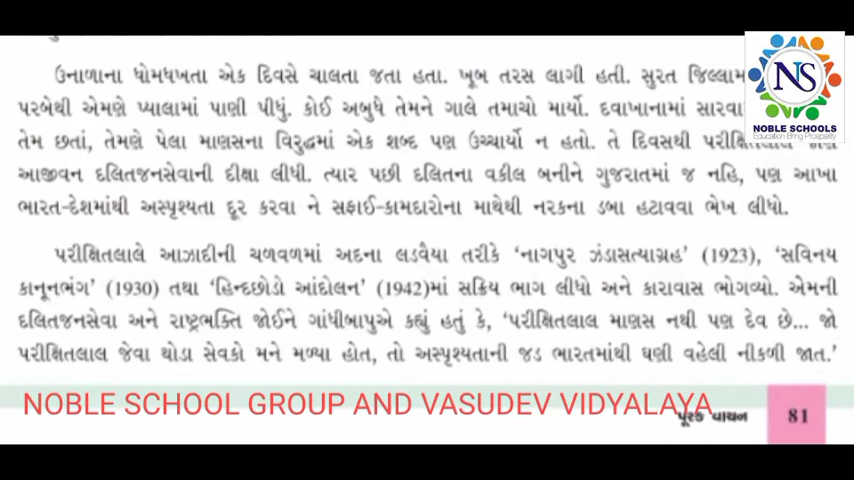 ઉનાળાના ધોમધખતા એક દિવસે ચાલતા જતા હતા. ખૂબ તરસ લાગી હતી. સુરત
પરબેથી એમણે પ્યાલામાં પાણી પીધું. કોઈ અબુધે તેમને ગાલે તમાચો માર્યો. દવાખાનામાં
તેમ છતાં, તેમણે પેલા માણસના વિરુદ્ધમાં એક શબ્દ પણ ઉચ્ચાર્યો ન હતો. તે દિવસથી
આજીવન દલિતજનસેવાની દીક્ષા લીધી. ત્યાર પછી દલિતના વકીલ બનીને ગુજરાતમાં જ નહિ, પણ આખા
ભારત-દેશમાંથી અસ્પૃશ્યતા દૂર કરવા ને સફાઈ-કામદારોના માથેથી નરકના ડબા હટાવવા ભેખ લીધો.
પરીક્ષિતલાલે આઝાદીની ચળવળમાં અદના લડવૈયા તરીકે ‘નાગપુર ઝંડાસત્યાગ્રહ’ (1923), ‘સવિનય
કાનૂનભંગ’ (1930) તથા ‘હિન્દછોડો આંદોલન’ (1942)માં સક્રિય ભાગ લીધો અને કારાવાસ ભોગવ્યો. એમની
દલિતજનસેવા અને રાષ્ટ્રભક્તિ જોઈને ગાંધીબાપુએ કહ્યું હતું કે, ‘પરીક્ષિતલાલ માણસ નથી પણ દેવ છે... જો
પરીક્ષિતલાલ જેવા થોડા સેવકો મને મળ્યા હોત, તો અસ્પૃશ્યતાની જડ ભારતમાંથી ઘણી વહેલી નીકળી જાત.’
NS
NOBLE SCHOOLS
Education Bring Prosperity
NOBLE SCHOOL GROUP AND VASUDEV VIDYALAYA
પૂરક વાચન 81